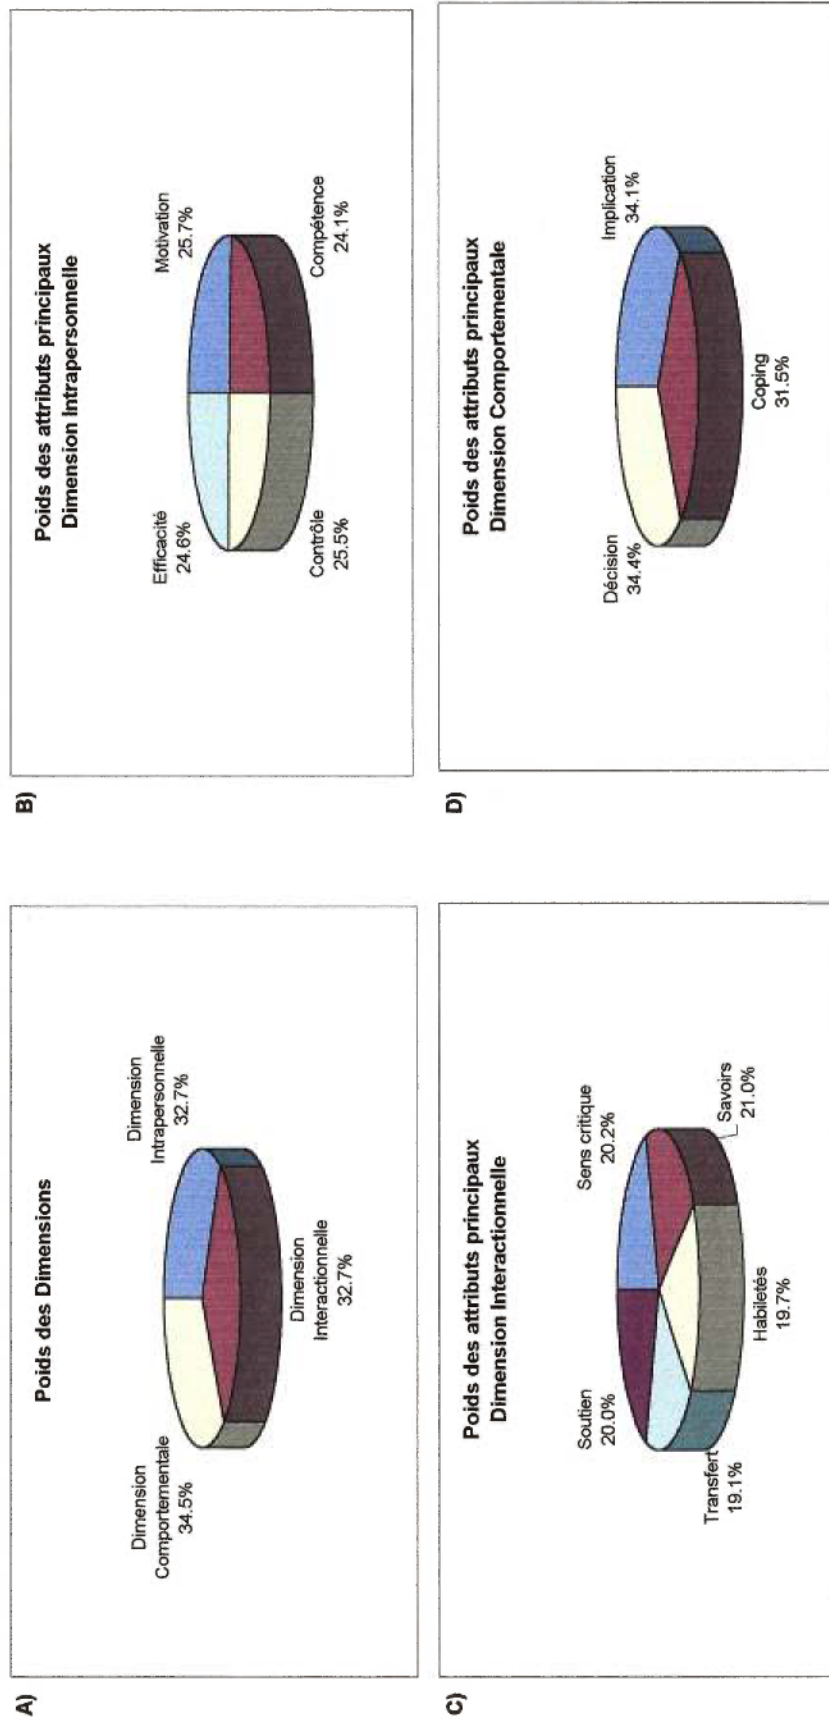 A)
Poids des Dimensions
Dimension
Intrapersonnelle
32.7%
Dimension
Interactionnelle
32.7%
Dimension
Comportementale
34.5%
B)
Poids des attributs principaux
Dimension Intrapersonnelle
Motivation
25.7%
Compétence
24.1%
Contrôle
25.5%
Efficacité
24.6%
C)
Poids des attributs principaux
Dimension Interactionnelle
Sens critique
20.2%
Savoirs
21.0%
Habiletés
19.7%
Transfert
19.1%
Soutien
20.0%
D)
Poids des attributs principaux
Dimension Comportementale
Implication
34.1%
Coping
31.5%
Décision
34.4%